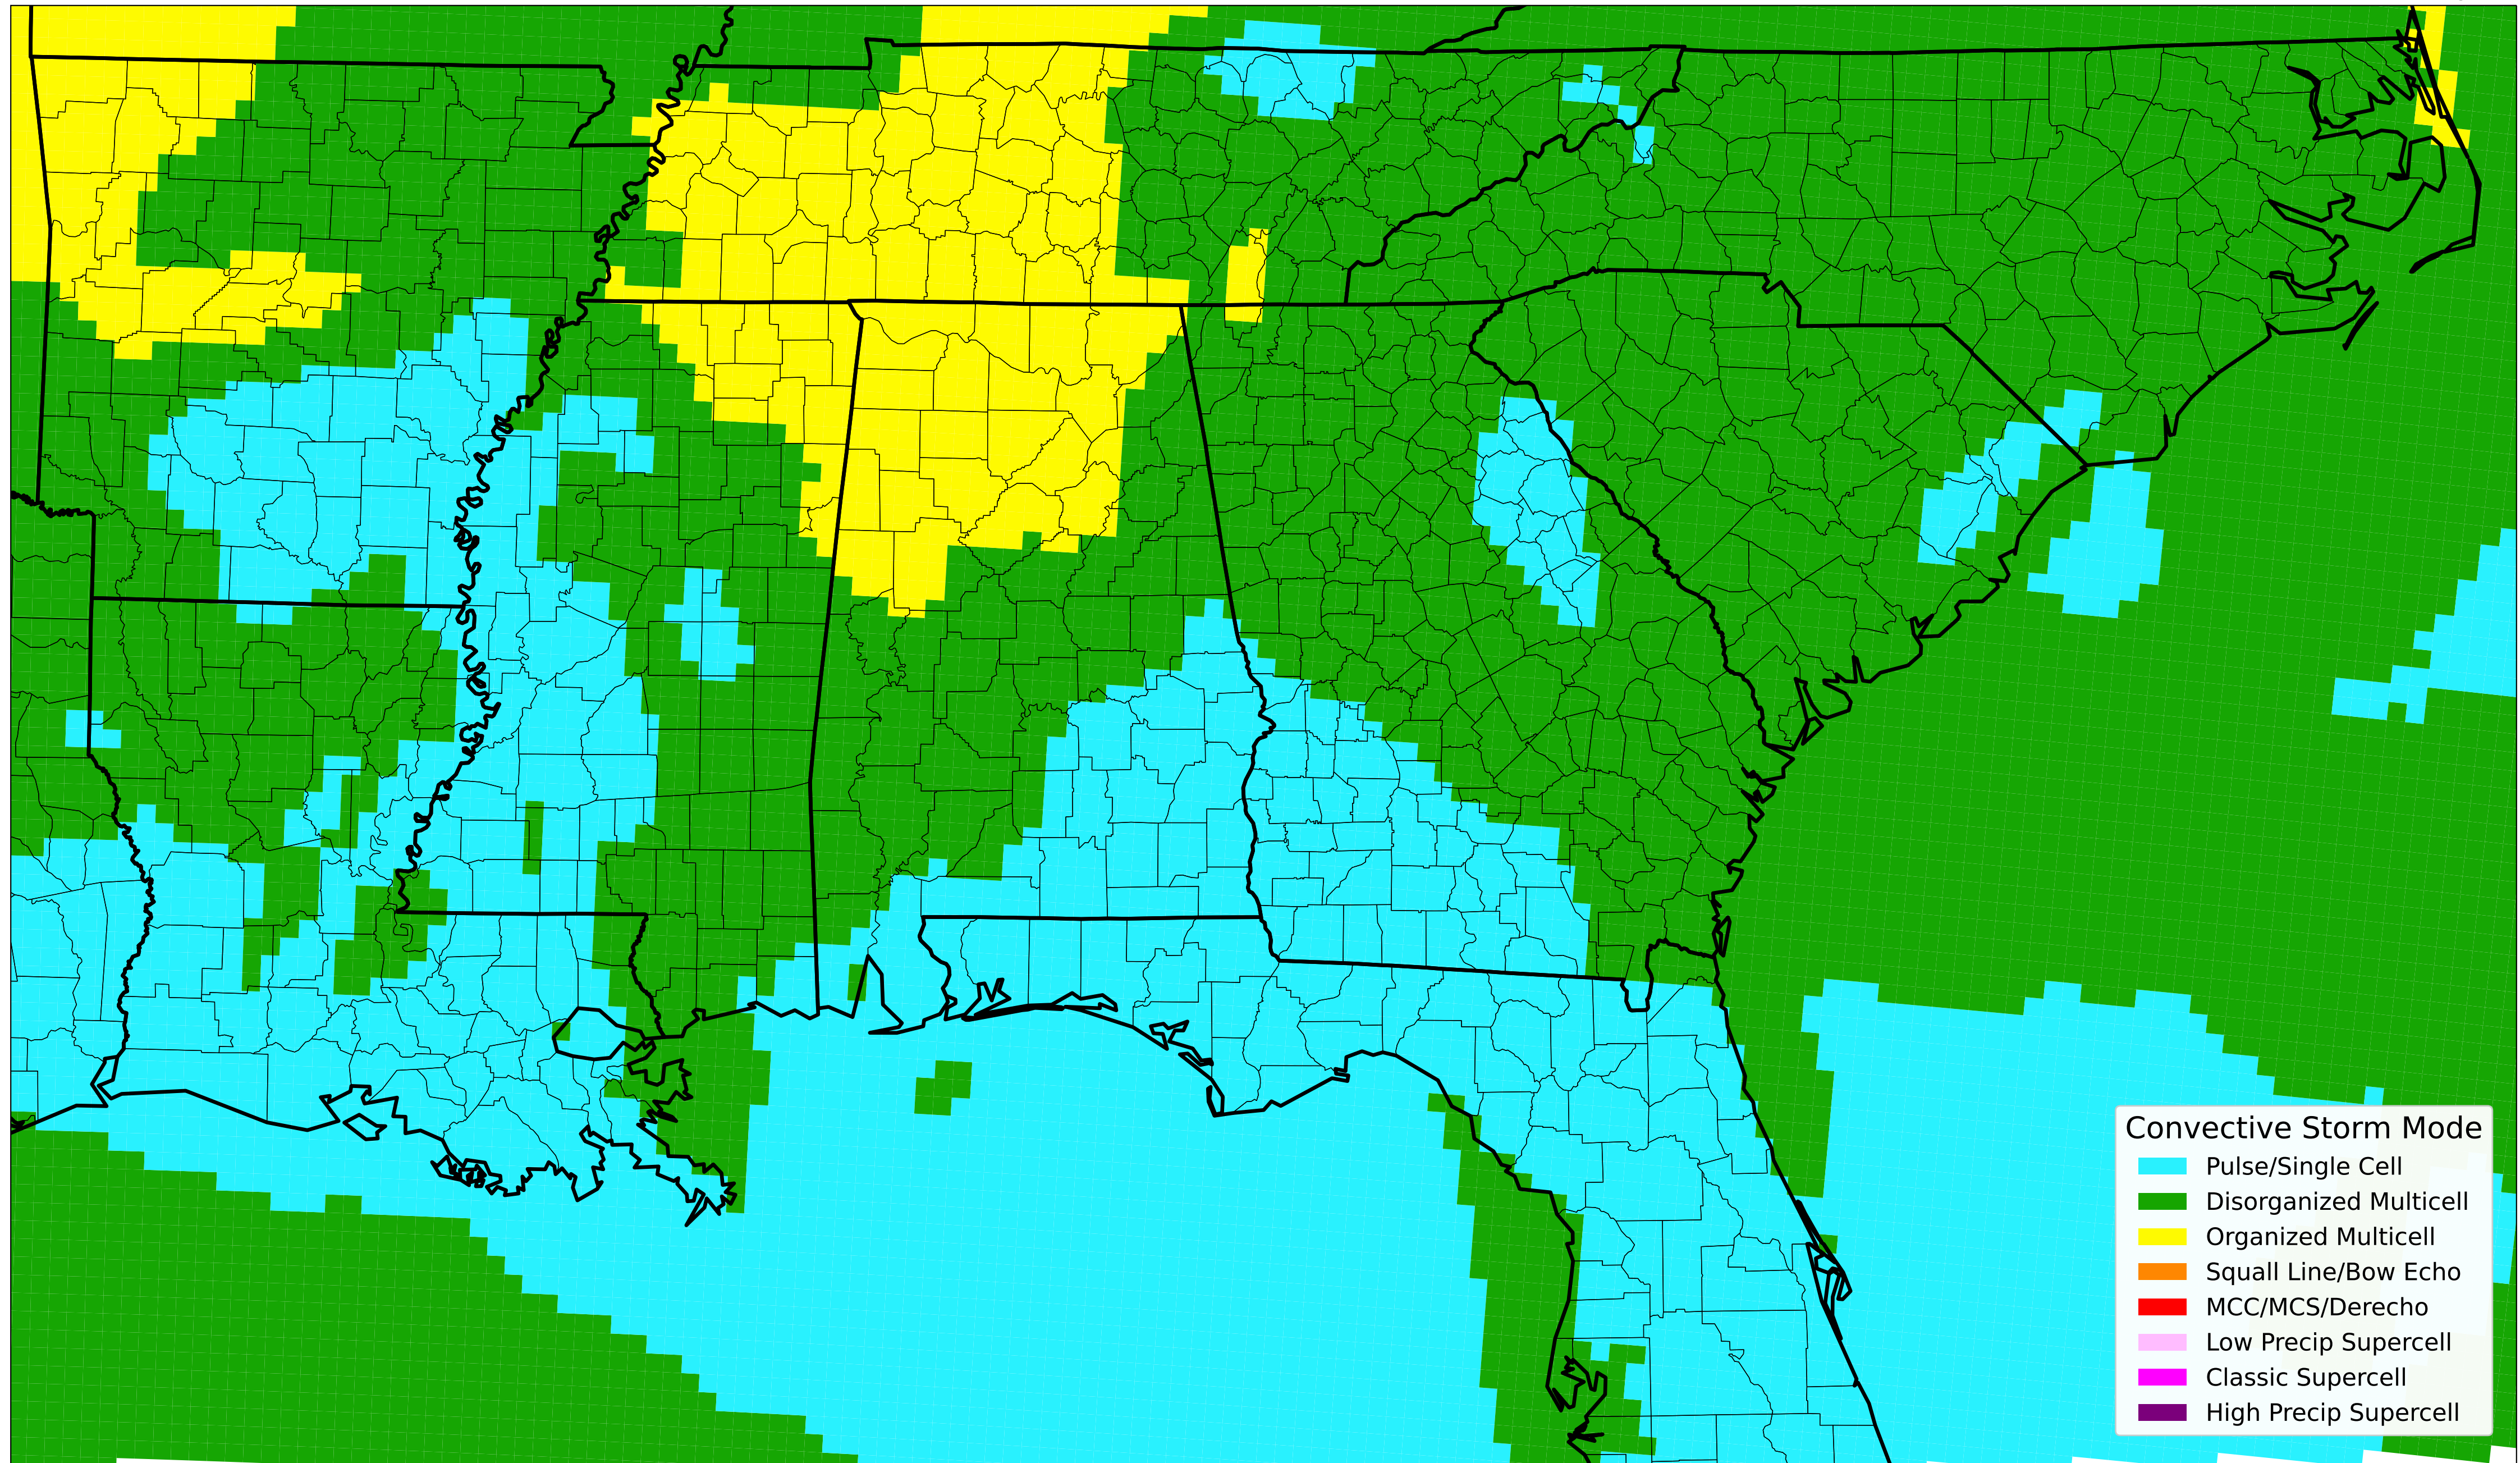 Convective Storm Mode
Pulse/Single Cell
Disorganized Multicell
Organized Multicell
Squall Line/Bow Echo
MCC/MCS/Derecho
Low Precip Supercell
Classic Supercell
High Precip Supercell